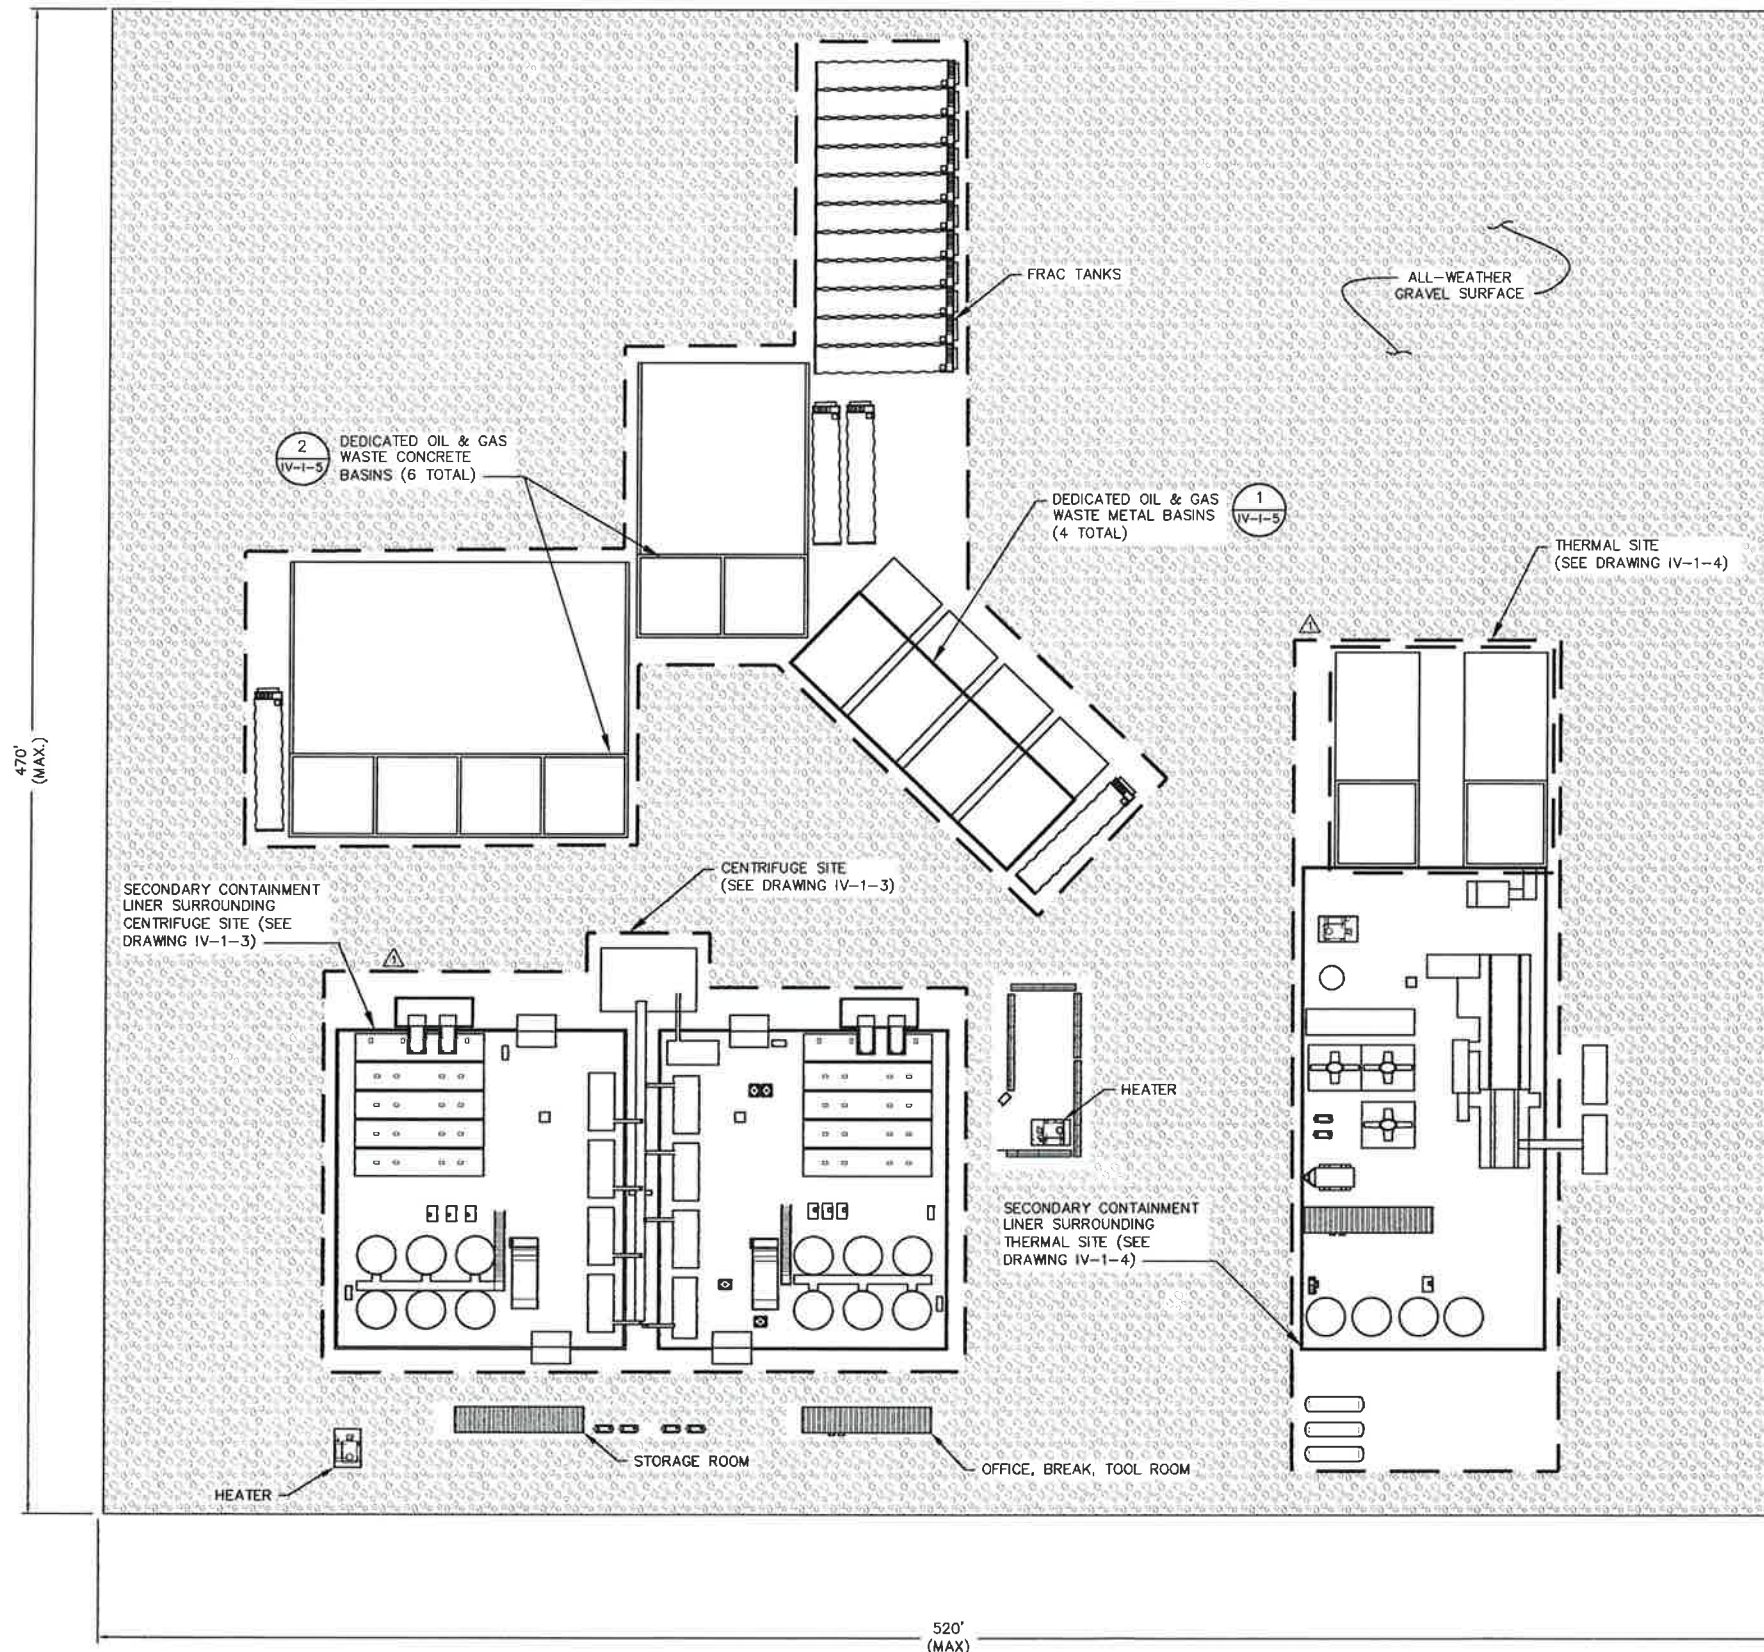 FRAC TANKS
ALL-WEATHER
GRAVEL SURFACE
2
IV-I-5
DEDICATED OIL & GAS
WASTE CONCRETE
BASINS (6 TOTAL)
DEDICATED OIL & GAS
WASTE METAL BASINS
(4 TOTAL)
1
IV-I-5
THERMAL SITE
(SEE DRAWING IV-1-4)
1
470'
(MAX.)
CENTRIFUGE SITE
(SEE DRAWING IV-1-3)
SECONDARY CONTAINMENT
LINER SURROUNDING
CENTRIFUGE SITE (SEE
DRAWING IV-1-3)
1
HEATER
SECONDARY CONTAINMENT
LINER SURROUNDING
THERMAL SITE (SEE
DRAWING IV-1-4)
STORAGE ROOM
OFFICE, BREAK, TOOL ROOM
HEATER
520'
(MAX)